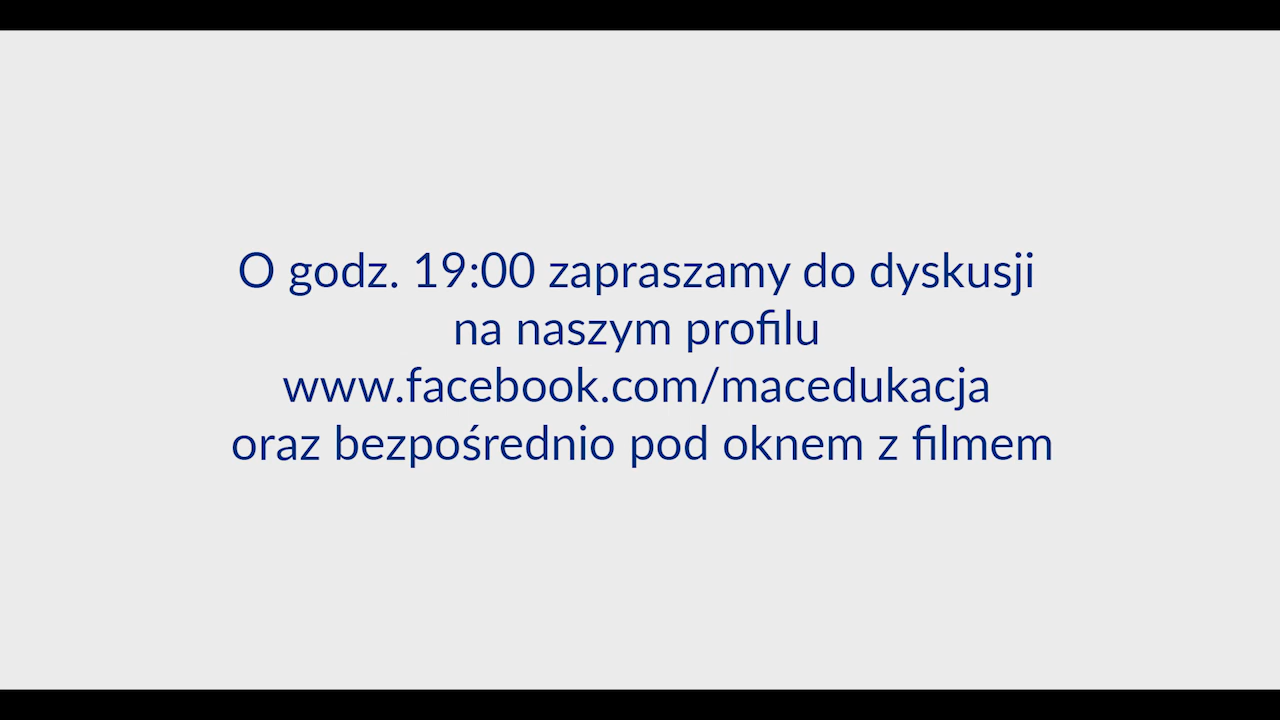 O godz. 19:00 zapraszamy do dyskusji
na naszym profilu
www.facebook.com/macedukacja
oraz bezpośrednio pod oknem z filmem